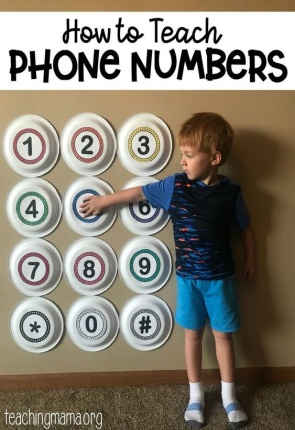 How to Teach
PHONE NUMBERS
1 2 3
4 6
7 8 9
* 0 #
teachingmama.org